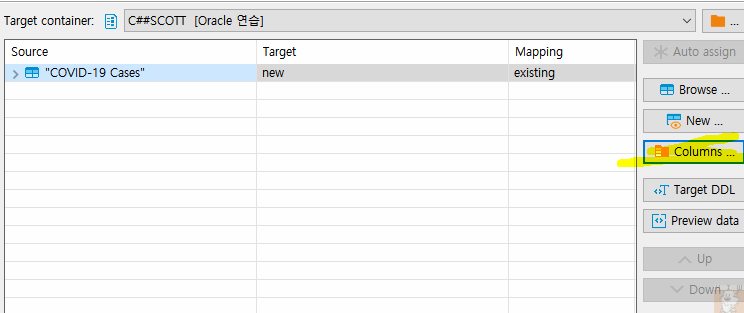 Target container: C##SCOTT [Oracle 연습] ...
Source Target Mapping
"COVID-19 Cases" new existing
Auto assign
Browse ...
New ...
Columns ...
Target DDL
Preview data
Up
Down